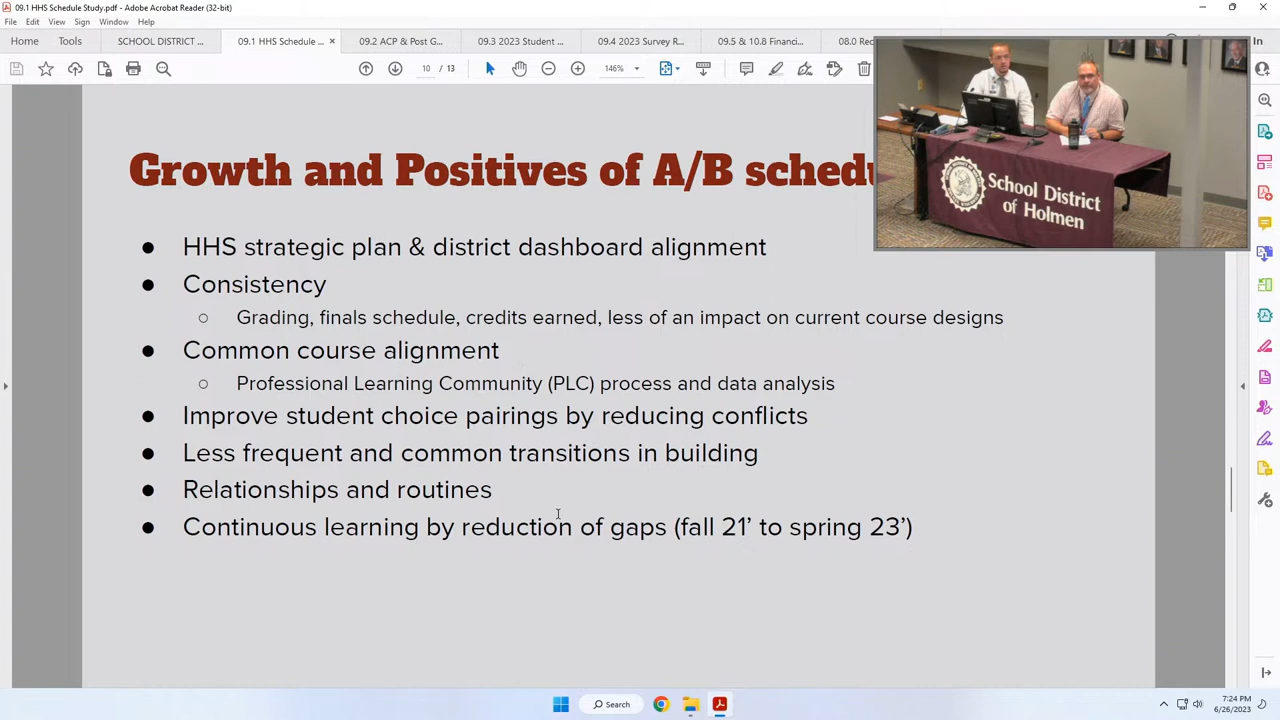 09.1 HHS Schedule Study.pdf - Adobe Acrobat Reader (32-bit)
File Edit View Sign Window Help
Home Tools SCHOOL DISTRICT ... 09.1 HHS Schedule ... × 09.2 ACP & Post G... 09.3 2023 Student ... 09.4 2023 Survey R... 09.5 & 10.8 Financi... 08.0 Rec
10 / 13 146%
Growth and Positives of A/B schedu
HHS strategic plan & district dashboard alignment
Consistency
Grading, finals schedule, credits earned, less of an impact on current course designs
Common course alignment
Professional Learning Community (PLC) process and data analysis
Improve student choice pairings by reducing conflicts
Less frequent and common transitions in building
Relationships and routines
Continuous learning by reduction of gaps (fall 21’ to spring 23’)
School District
of Holmen
Search
7:24 PM
6/26/2023